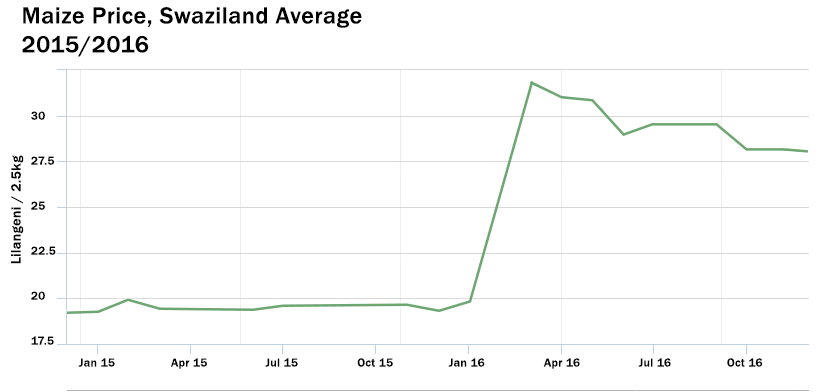 Maize Price, Swaziland Average
2015/2016
Lilangeni / 2.5kg
30
27.5
25
22.5
20
17.5
Jan 15
Apr 15
Jul 15
Oct 15
Jan 16
Apr 16
Jul 16
Oct 16